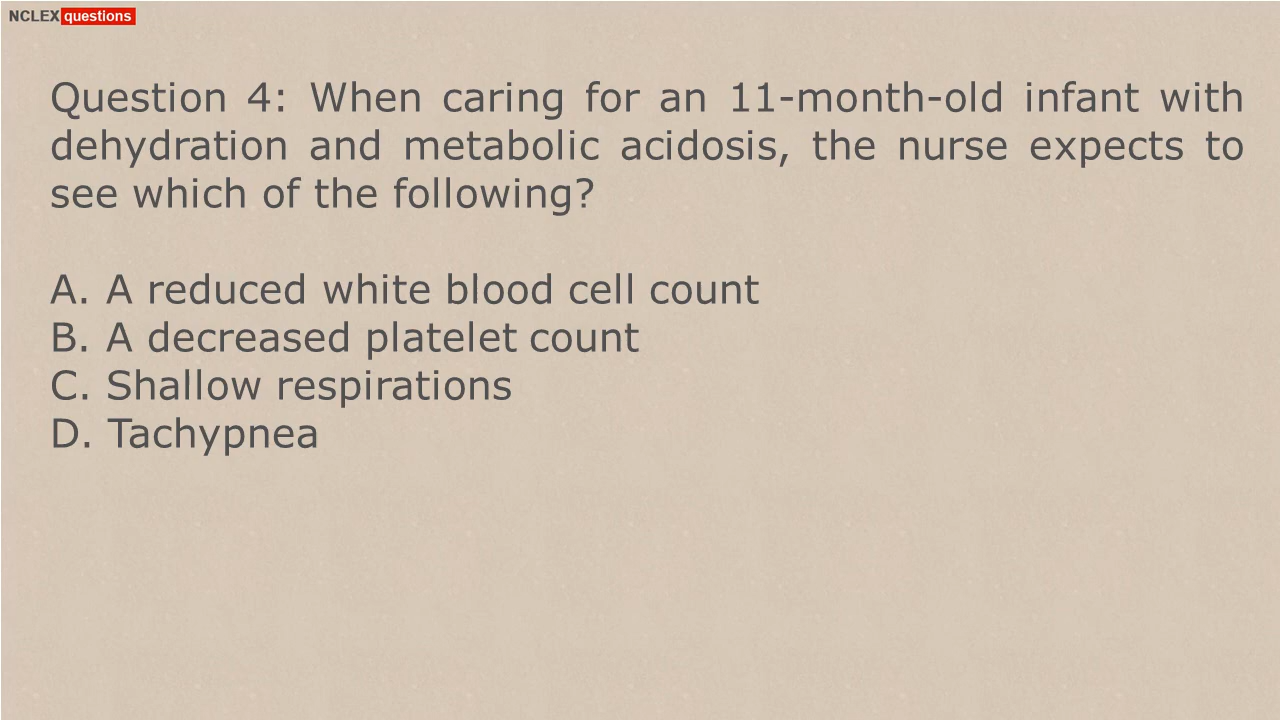 NCLEX questions
Question 4: When caring for an 11-month-old infant with
dehydration and metabolic acidosis, the nurse expects to
see which of the following?
A. A reduced white blood cell count
B. A decreased platelet count
C. Shallow respirations
D. Tachypnea